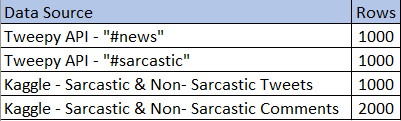 Data Source Rows
Tweepy API - "#news" 1000
Tweepy API - "#sarcastic" 1000
Kaggle - Sarcastic & Non- Sarcastic Tweets 1000
Kaggle - Sarcastic & Non- Sarcastic Comments 2000